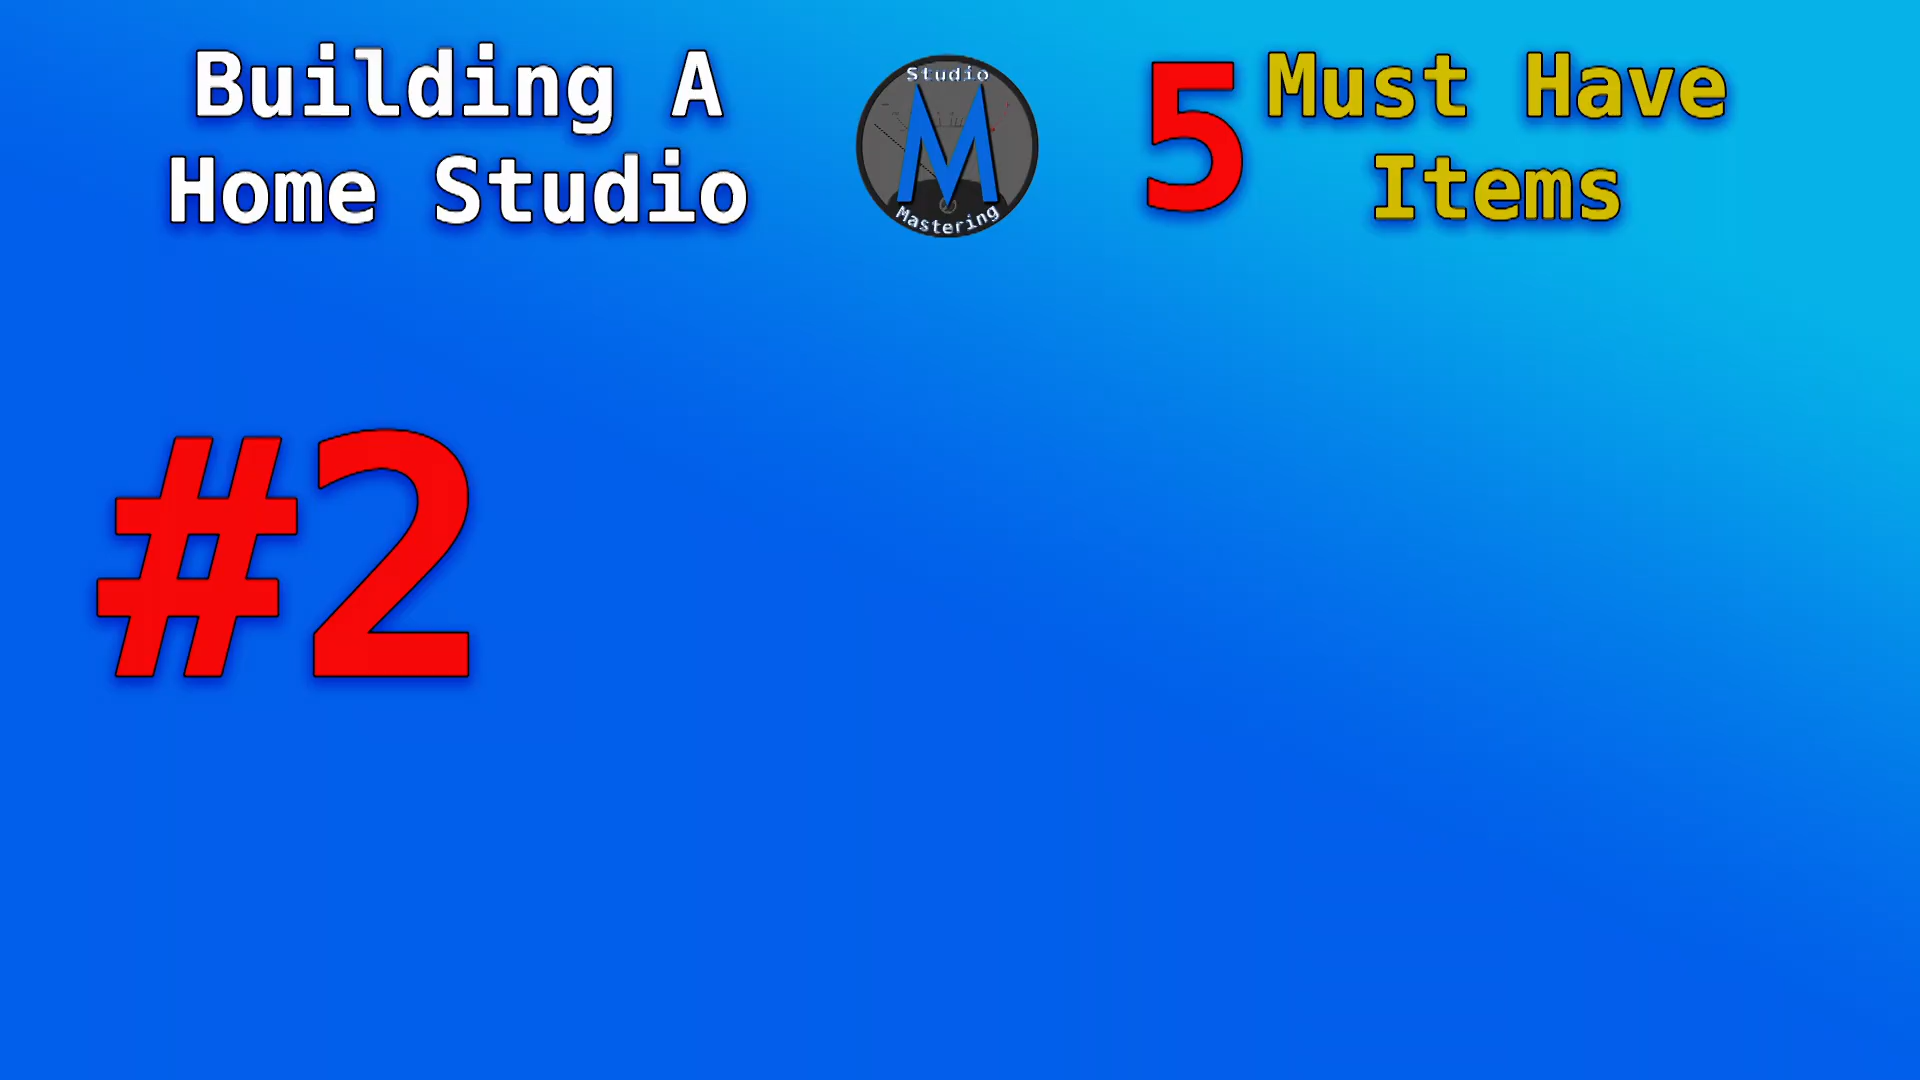 Building A
Home Studio
Studio
M
Mastering
5 Must Have
Items
#2